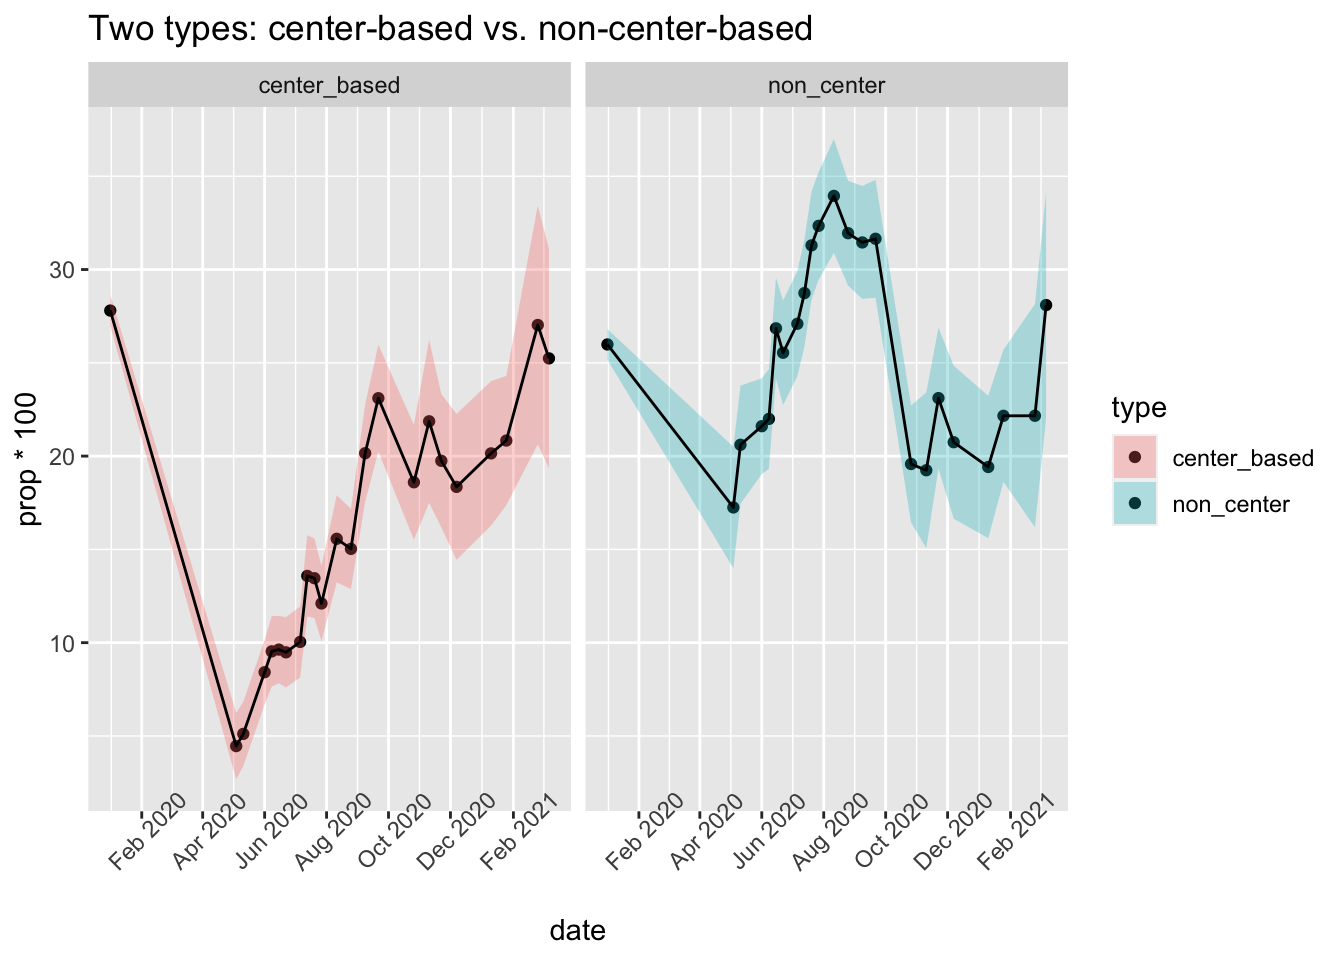 Two types: center-based vs. non-center-based
center_based
non_center
prop * 100
30
20
10
Feb 2020
Apr 2020
Jun 2020
Aug 2020
Oct 2020
Dec 2020
Feb 2021
Feb 2020
Apr 2020
Jun 2020
Aug 2020
Oct 2020
Dec 2020
Feb 2021
date
type
center_based
non_center